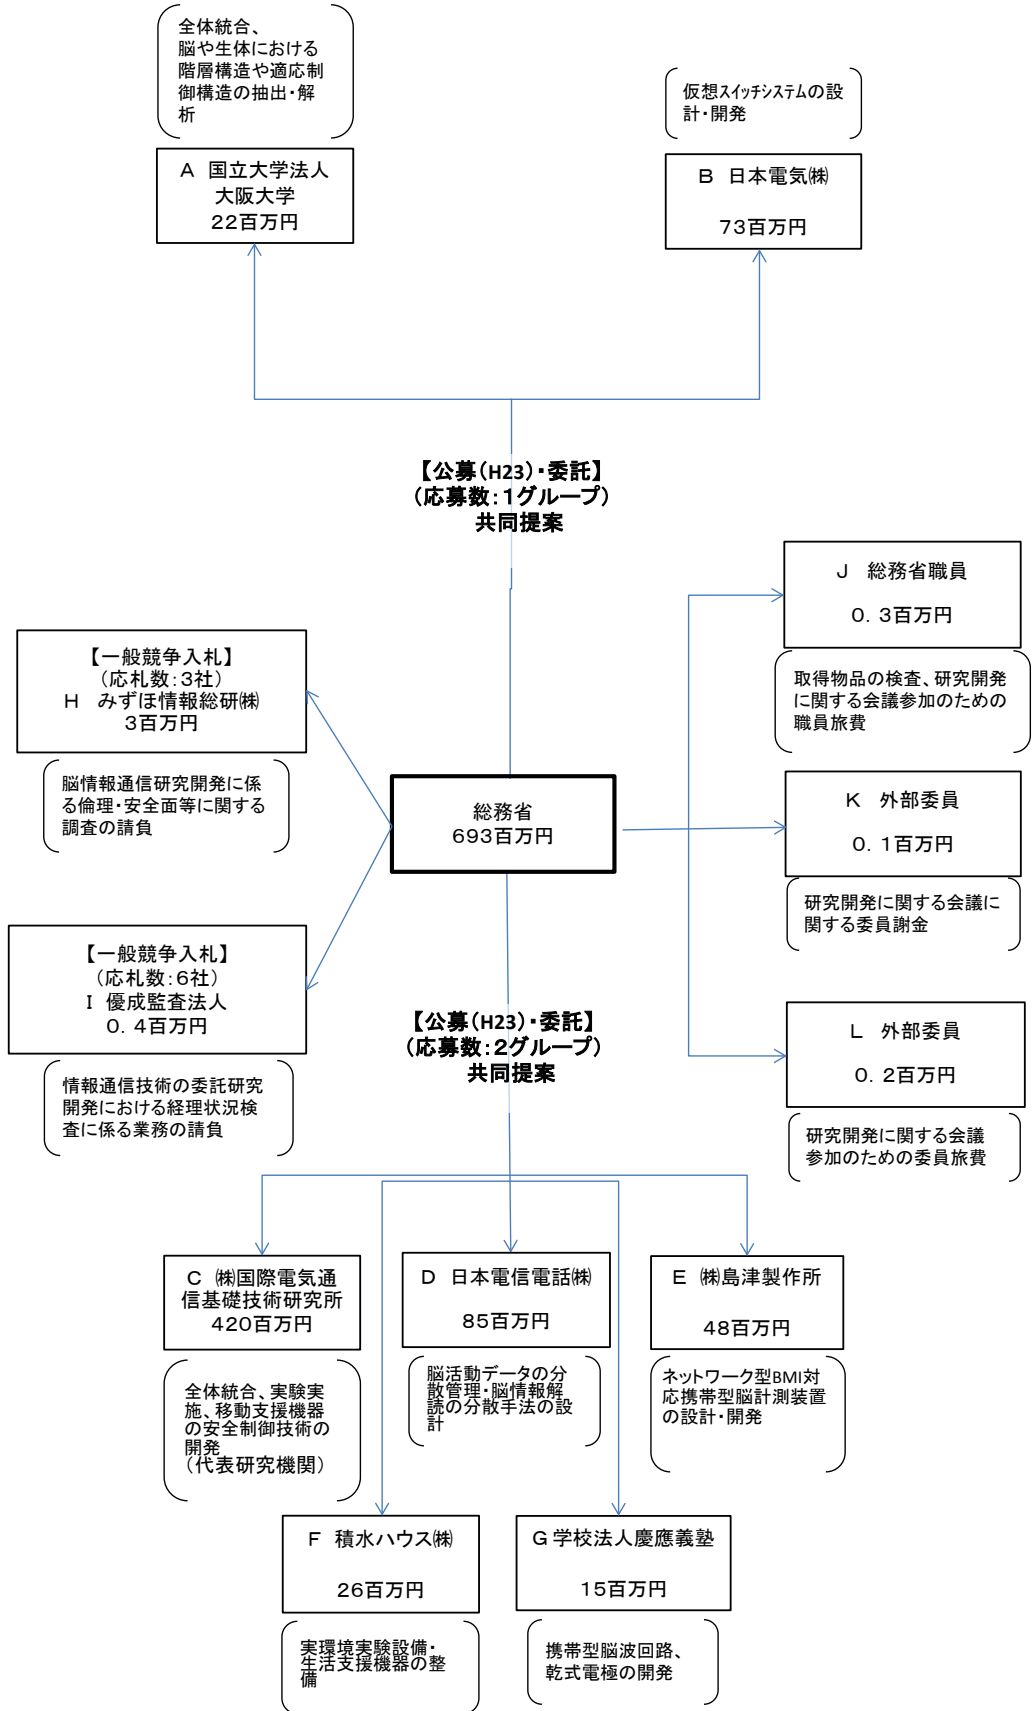 全体統合、
脳や生体における
階層構造や適応制
御構造の抽出・解
析
A 国立大学法人
大阪大学
22百万円
仮想スイッチシステムの設
計・開発
B 日本電気㈱
73百万円
【公募(H23)・委託】
(応募数:1グループ)
共同提案
【一般競争入札】
(応札数:3社)
H みずほ情報総研㈱
3百万円
脳情報通信研究開発に係
る倫理・安全面等に関する
調査の請負
総務省
693百万円
J 総務省職員
0.3百万円
取得物品の検査、研究開発
に関する会議参加のための
職員旅費
K 外部委員
0.1百万円
研究開発に関する会議に
関する委員謝金
【一般競争入札】
(応札数:6社)
I 優成監査法人
0.4百万円
情報通信技術の委託研究
開発における経理状況検
査に係る業務の請負
【公募(H23)・委託】
(応募数:2グループ)
共同提案
L 外部委員
0.2百万円
研究開発に関する会議
参加のための委員旅費
C ㈱国際電気通
信基礎技術研究所
420百万円
全体統合、実験実
施、移動支援機器
の安全制御技術の
開発
(代表研究機関)
D 日本電信電話㈱
85百万円
脳活動データの分
散管理・脳情報解
読の分散手法の設
計
E ㈱島津製作所
48百万円
ネットワーク型BMI対
応携帯型脳計測装置
の設計・開発
F 積水ハウス㈱
26百万円
実環境実験設備・
生活支援機器の整
備
G 学校法人慶應義塾
15百万円
携帯型脳波回路、
乾式電極の開発